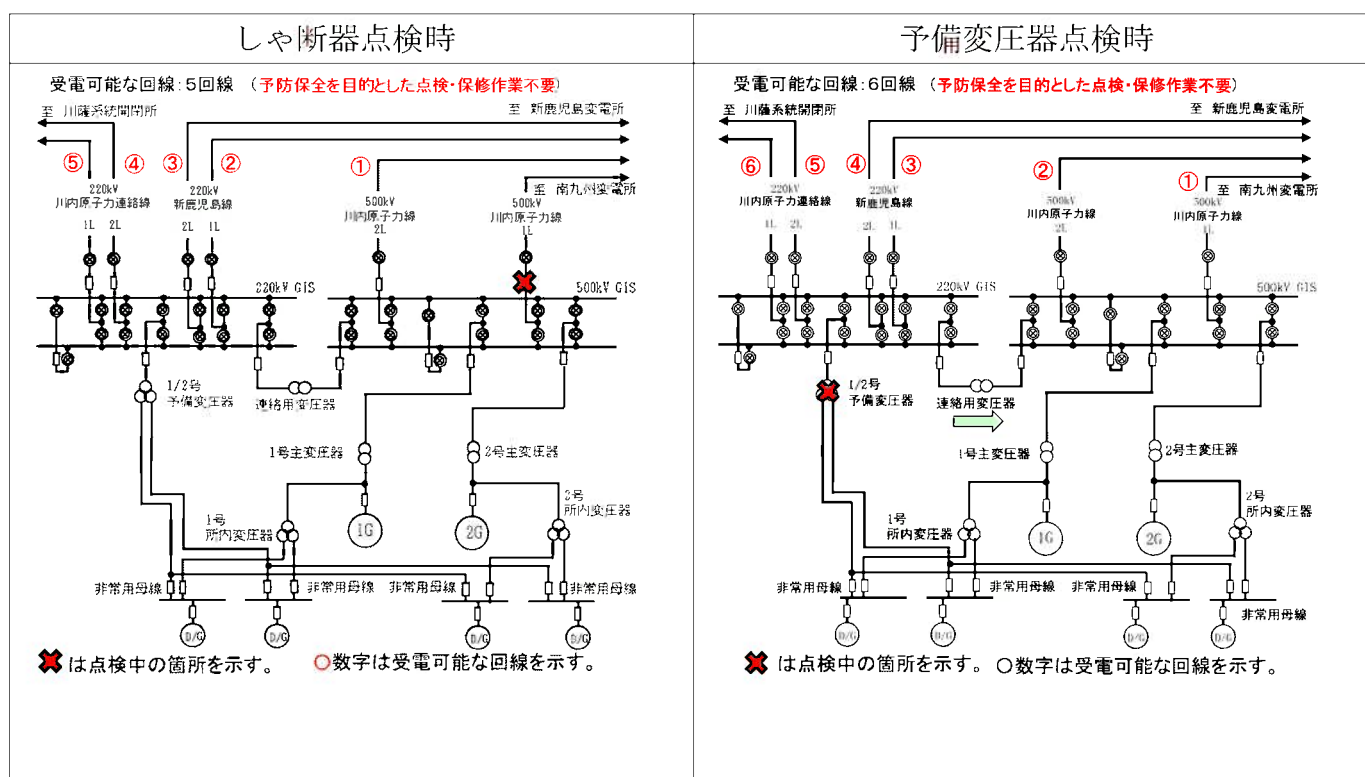 しゃ断器点検時
受電可能な回線:5回線 (予防保全を目的とした点検・保修作業不要)
至 川薩系統開閉所
至 新鹿児島変電所
⑤
④
③
②
①
至 南九州変電所
220kV
川内原子力連絡線
1L 2L
220kV
新鹿児島線
2L 1L
500kV
川内原子力線
2L
500kV
川内原子力線
1L
220kV GIS
500kV GIS
1/2号
予備変圧器
連絡用変圧器
1号主変圧器
2号主変圧器
1号
所内変圧器
2号
所内変圧器
1G
2G
非常用母線
非常用母線
非常用母線
非常用母線
D/G
D/G
D/G
D/G
は点検中の箇所を示す。 ○数字は受電可能な回線を示す。
予備変圧器点検時
受電可能な回線:6回線 (予防保全を目的とした点検・保修作業不要)
至 川薩系統開閉所
至 新鹿児島変電所
⑥
⑤
④
③
②
①
至 南九州変電所
220kV
川内原子力連絡線
1L 2L
220kV
新鹿児島線
2L 1L
500kV
川内原子力線
2L
500kV
川内原子力線
1L
220kV GIS
500kV GIS
1/2号
予備変圧器
連絡用変圧器
1号主変圧器
2号主変圧器
1号
所内変圧器
2号
所内変圧器
1G
2G
非常用母線
非常用母線
非常用母線
非常用母線
D/G
D/G
D/G
D/G
は点検中の箇所を示す。 ○数字は受電可能な回線を示す。